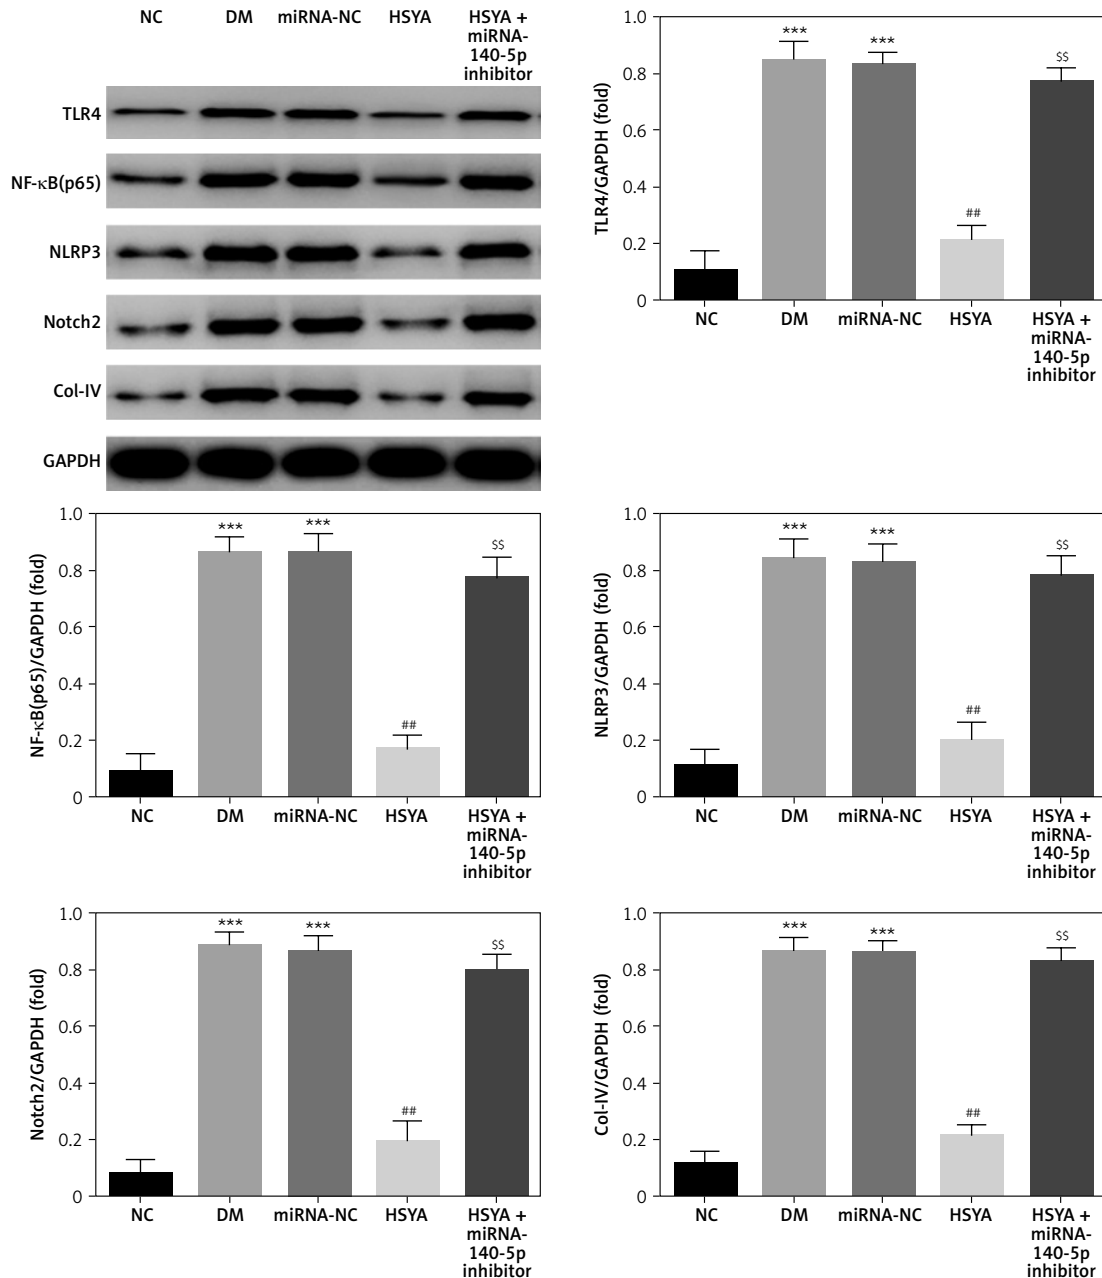 NC DM miRNA-NC HSYA HSYA +
miRNA-
140-5p
inhibitor
TLR4
NF-κB(p65)
NLRP3
Notch2
Col-IV
GAPDH
TLR4/GAPDH (fold)
1.0
0.8
0.6
0.4
0.2
0
*** *** ## $$
NC DM miRNA-NC HSYA HSYA +
miRNA-
140-5p
inhibitor
NF-κB(p65)/GAPDH (fold)
1.0
0.8
0.6
0.4
0.2
0
*** *** ## $$
NC DM miRNA-NC HSYA HSYA +
miRNA-
140-5p
inhibitor
NLRP3/GAPDH (fold)
1.0
0.8
0.6
0.4
0.2
0
*** *** ## $$
NC DM miRNA-NC HSYA HSYA +
miRNA-
140-5p
inhibitor
Notch2/GAPDH (fold)
1.0
0.8
0.6
0.4
0.2
0
*** *** ## $$
NC DM miRNA-NC HSYA HSYA +
miRNA-
140-5p
inhibitor
Col-IV/GAPDH (fold)
1.0
0.8
0.6
0.4
0.2
0
*** *** ## $$
NC DM miRNA-NC HSYA HSYA +
miRNA-
140-5p
inhibitor